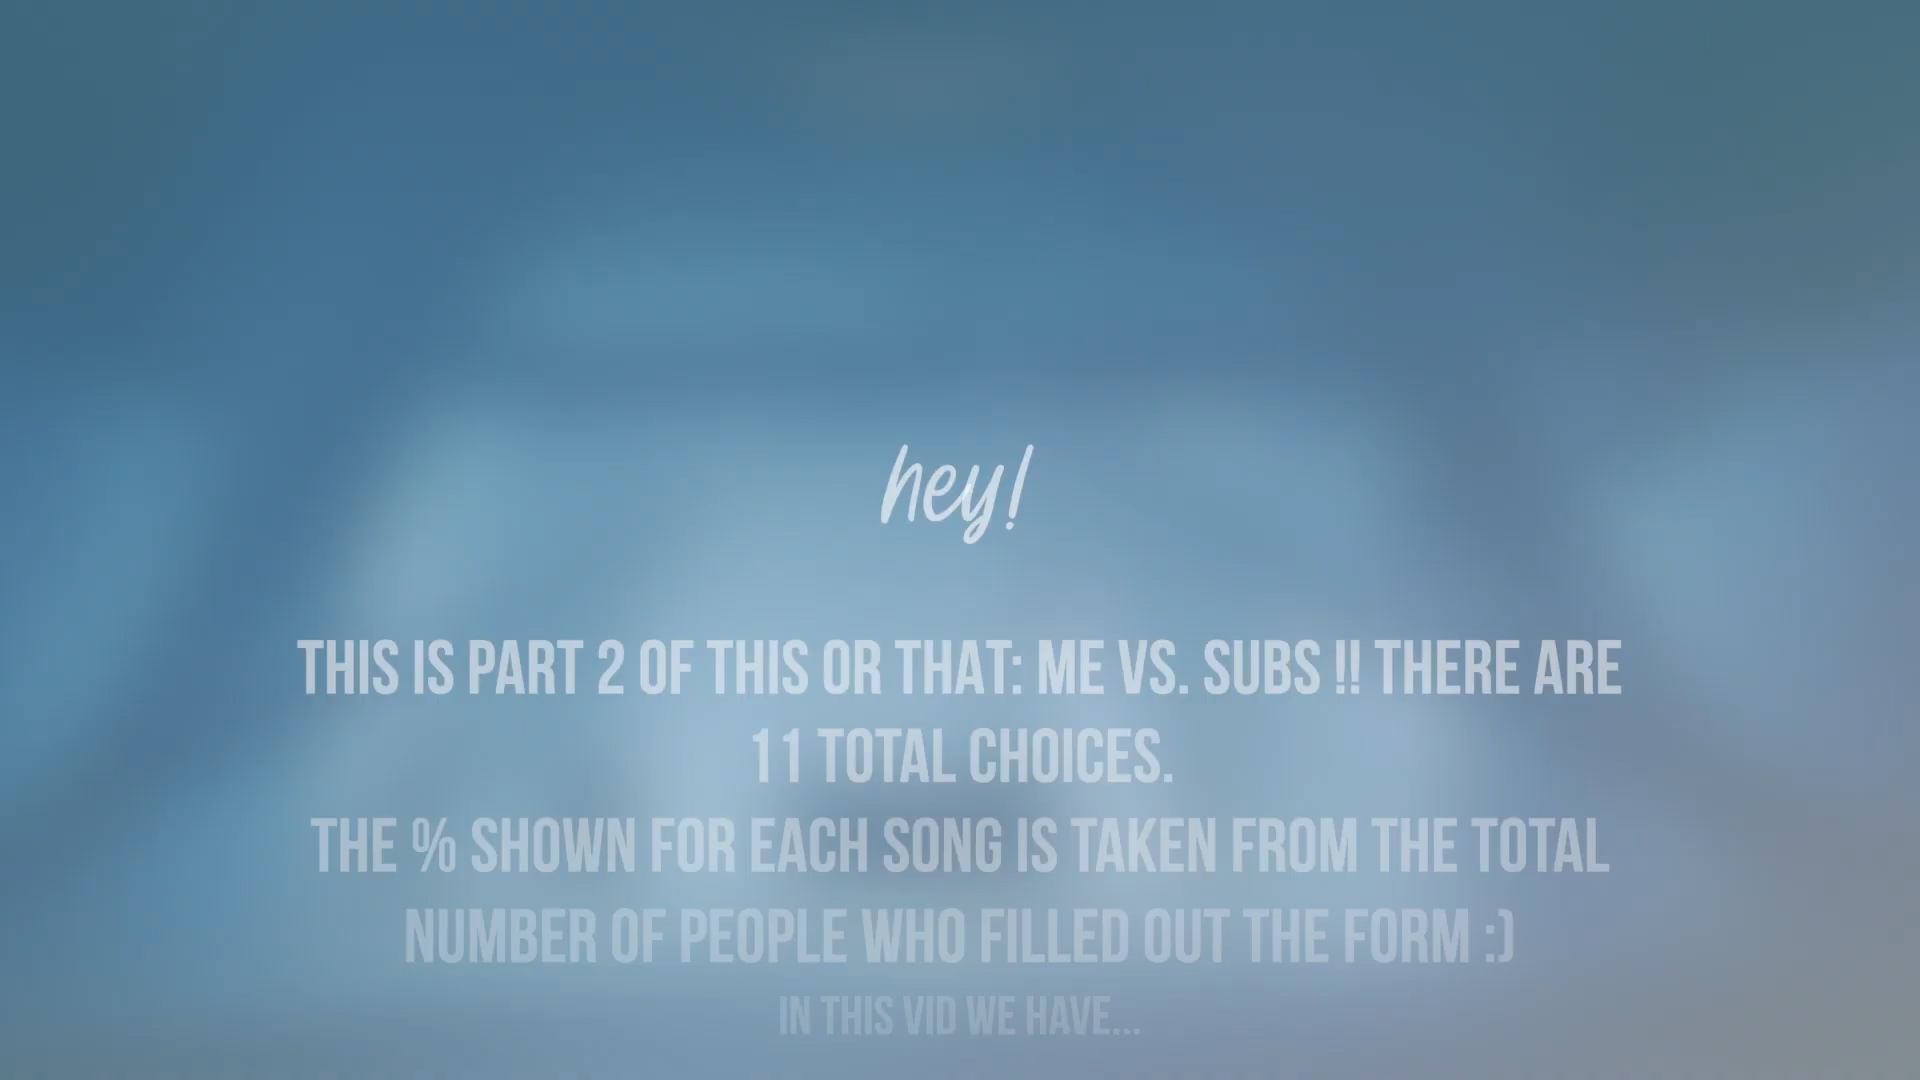 hey!
THIS IS PART 2 OF THIS OR THAT: ME VS. SUBS !! THERE ARE
11 TOTAL CHOICES.
THE % SHOWN FOR EACH SONG IS TAKEN FROM THE TOTAL
NUMBER OF PEOPLE WHO FILLED OUT THE FORM :)
IN THIS VID WE HAVE...